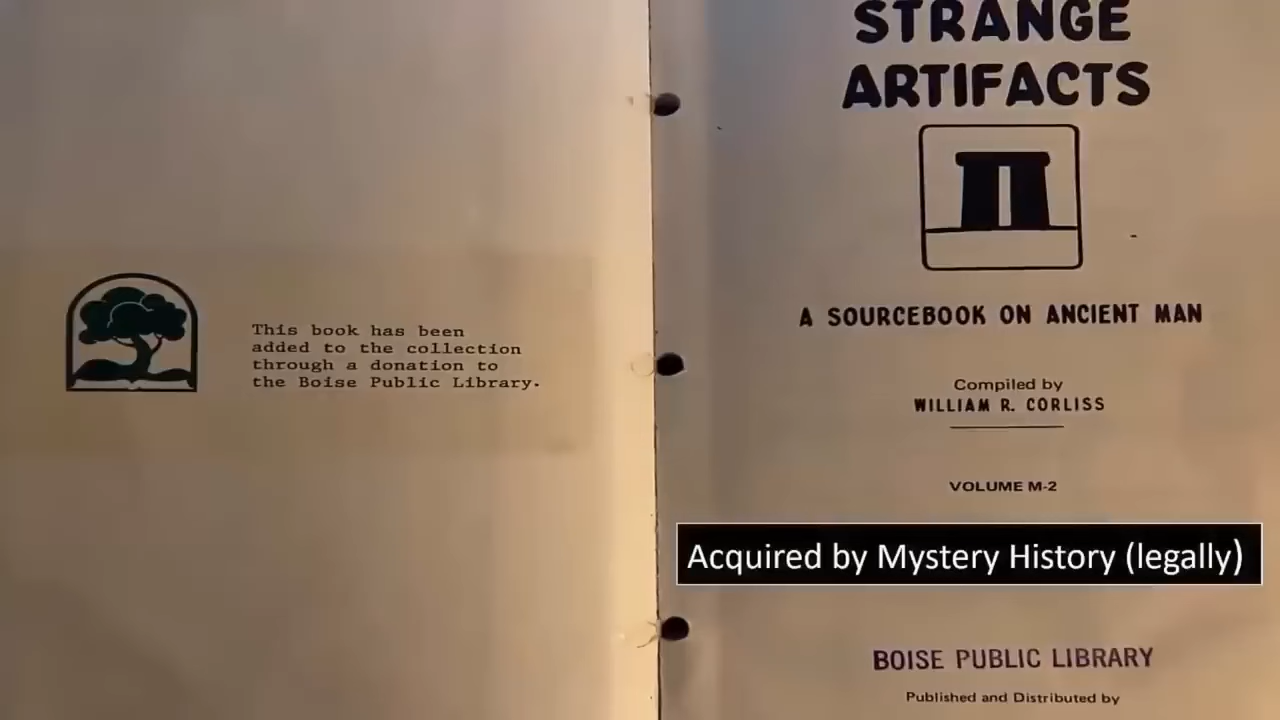 This book has been
added to the collection
through a donation to
the Boise Public Library.
STRANGE
ARTIFACTS
A SOURCEBOOK ON ANCIENT MAN
Compiled by
WILLIAM R. CORLISS
VOLUME M-2
Acquired by Mystery History (legally)
BOISE PUBLIC LIBRARY
Published and Distributed by